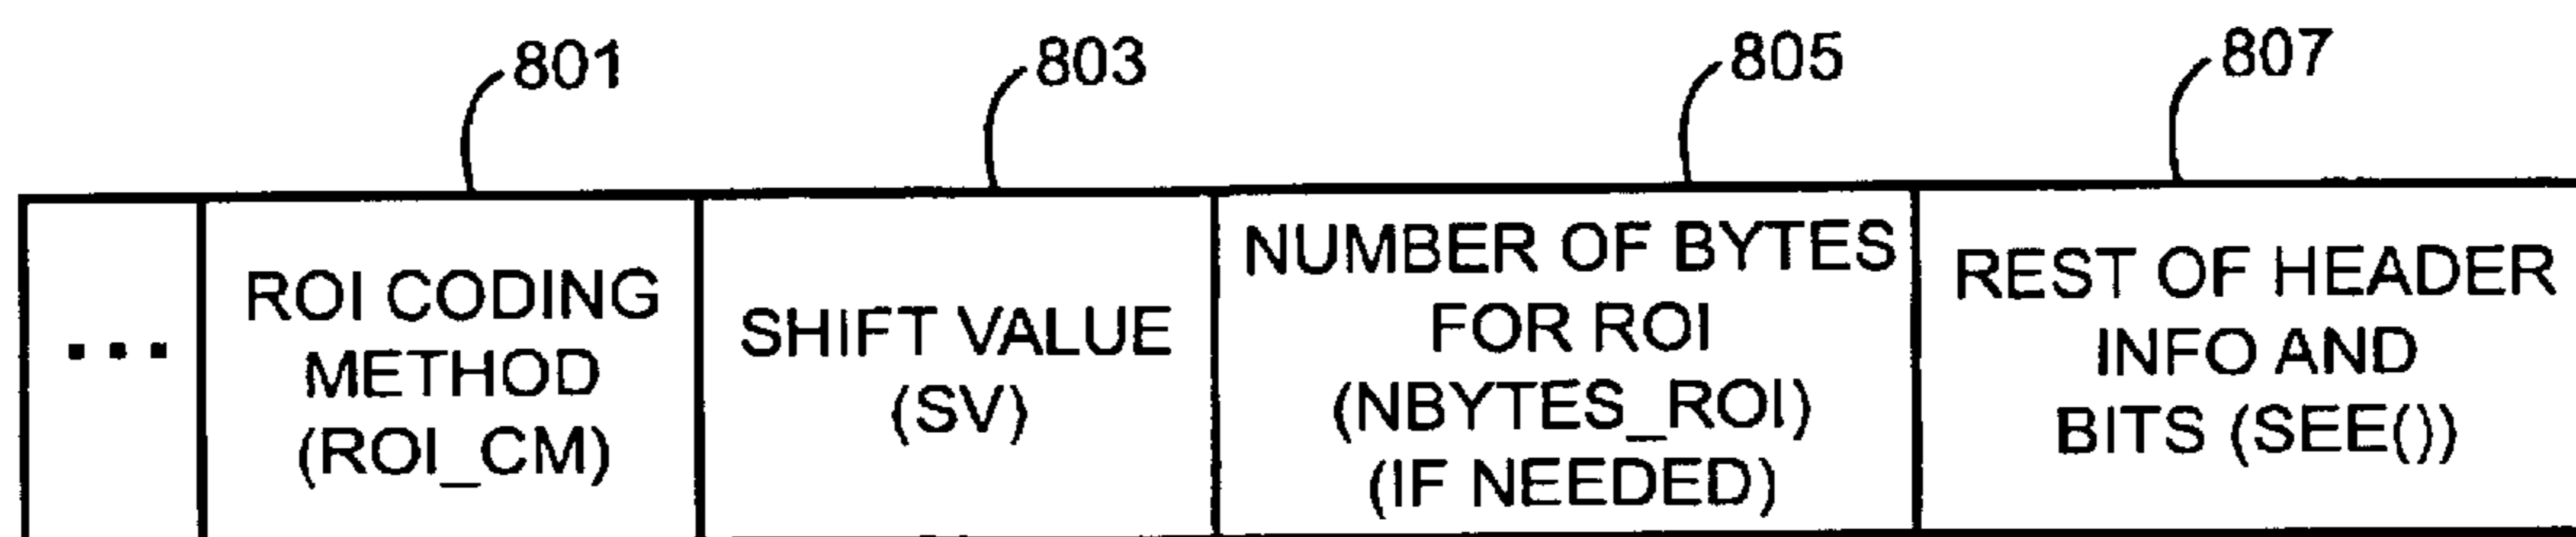 801
803
805
807
...
ROI CODING
METHOD
(ROI_CM)
SHIFT VALUE
(SV)
NUMBER OF BYTES
FOR ROI
(NBYTES_ROI)
(IF NEEDED)
REST OF HEADER
INFO AND
BITS (SEE())